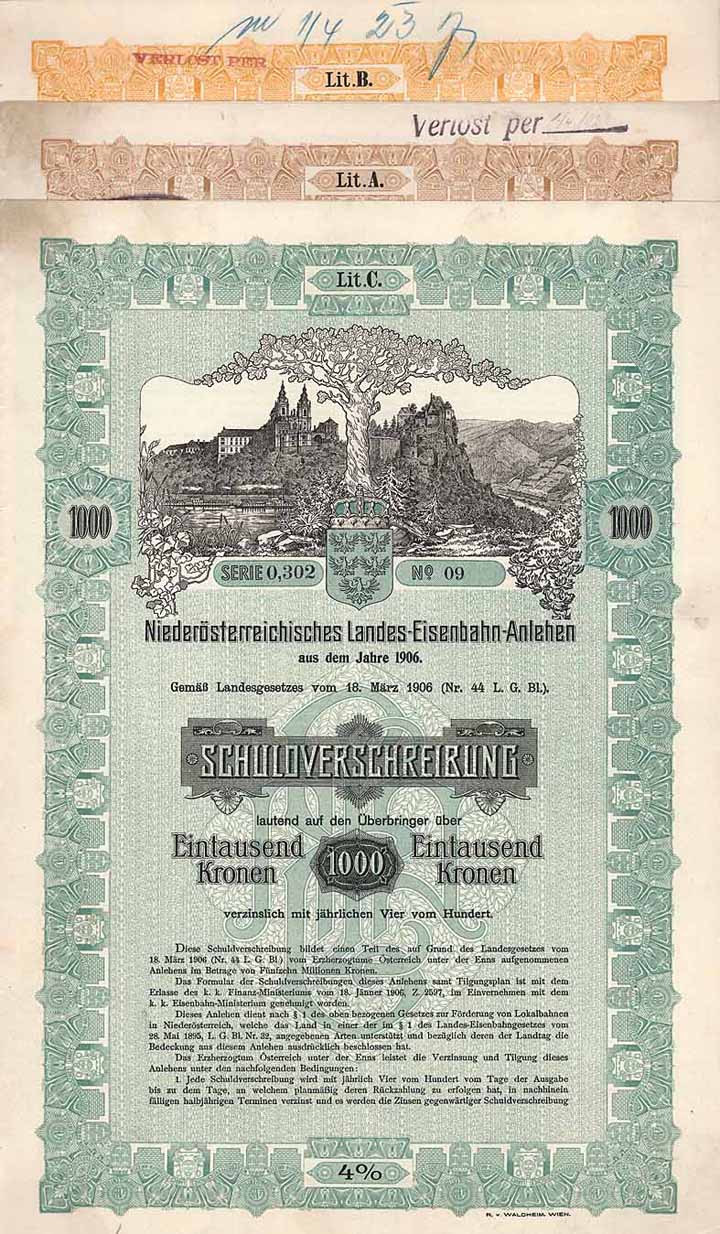 1/4 23
VERLOST PER
Lit.B.
Verlost per
Lit.A.
Lit.C.
1000 1000
SERIE 0,302 Nº 09
Niederösterreichisches Landes-Eisenbahn-Anlehen
aus dem Jahre 1906.
Gemäß Landesgesetzes vom 18. März 1906 (Nr. 44 L. G. Bl.).
SCHULDVERSCHREIBUNG
lautend auf den Überbringer über
Eintausend 1000 Eintausend
Kronen Kronen
verzinslich mit jährlichen Vier vom Hundert.
Diese Schuldverschreibung bildet einen Teil des auf Grund des Landesgesetzes vom
18. März 1906 (Nr. 44 L. G. Bl.) vom Erzherzogtume Österreich unter der Enns aufgenommenen
Anlehens im Betrage von Fünfzehn Millionen Kronen.
Das Formular der Schuldverschreibungen dieses Anlehens samt Tilgungsplan ist mit dem
Erlasse des k. k. Finanz-Ministeriums vom 18. Jänner 1906, Z. 2597, im Einvernehmen mit dem
k. k. Eisenbahn-Ministerium genehmigt worden.
Dieses Anlehen dient nach § 1 des oben bezogenen Gesetzes zur Förderung von Lokalbahnen
in Niederösterreich, welche das Land in einer der im § 1 des Landes-Eisenbahngesetzes vom
28. Mai 1895, L. G. Bl. Nr. 32, angegebenen Arten unterstützt und bezüglich deren der Landtag die
Bedeckung aus diesem Anlehen ausdrücklich beschlossen hat.
Das Erzherzogtum Österreich unter der Enns leistet die Verzinsung und Tilgung dieses
Anlehens unter den nachfolgenden Bedingungen:
1. Jede Schuldverschreibung wird mit jährlich Vier vom Hundert vom Tage der Ausgabe
bis zu dem Tage, an welchem planmäßig deren Rückzahlung zu erfolgen hat, in nachhinein
fälligen halbjährigen Terminen verzinst und es werden die Zinsen gegenwärtiger Schuldverschreibung
4%
R. v. WALDHEIM. WIEN.